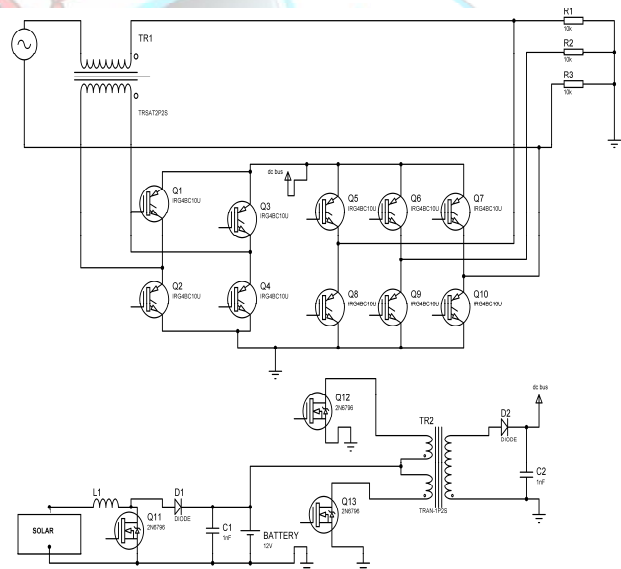 R1
10k
R2
10k
R3
10k
TR1
TRSAT2P2S
dc bus
Q1
IRG4BC10U
Q3
IRG4BC10U
Q5
IRG4BC10U
Q6
IRG4BC10U
Q7
IRG4BC10U
Q2
IRG4BC10U
Q4
IRG4BC10U
Q8
IRG4BC10U
Q9
IRG4BC10U
Q10
IRG4BC10U
Q12
2N6796
TR2
TRAN-1P2S
D2
DIODE
dc bus
C2
1nF
L1
D1
DIODE
Q11
2N6796
C1
1nF
BATTERY
12V
Q13
2N6796
SOLAR